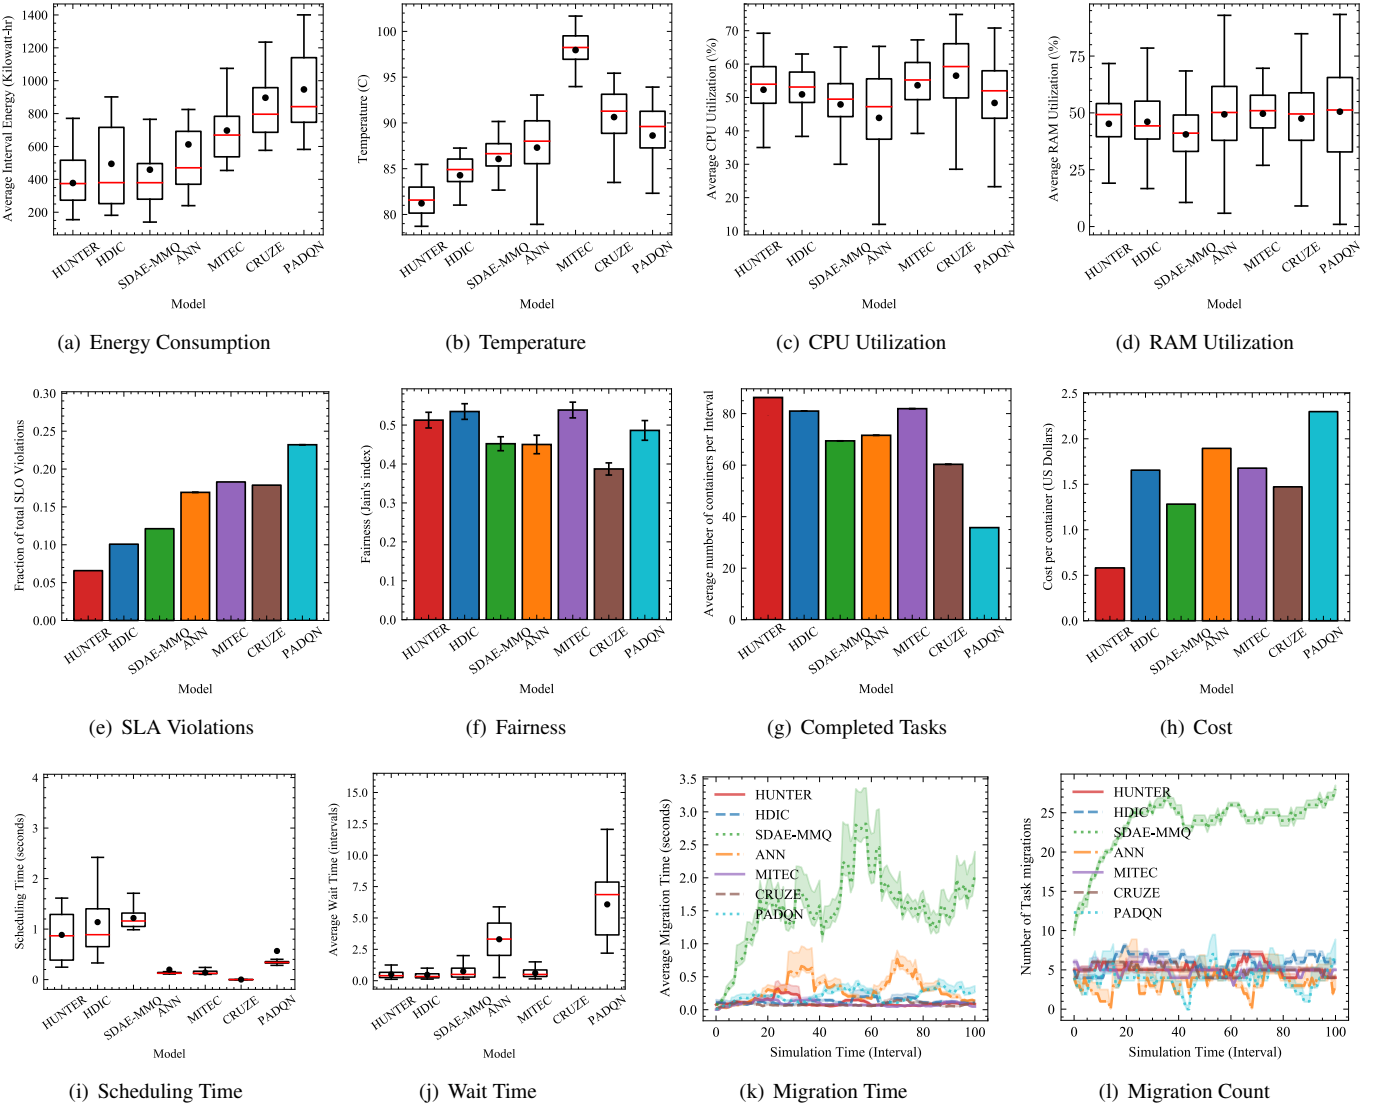 Average Interval Energy (Kilowatt-hr)
1400
1200
1000
800
600
400
200
HUNTER
HDIC
SDAE-MMQ
ANN
MITEC
CRUZE
PADQN
Model
(a) Energy Consumption
Temperature (C)
100
95
90
85
80
HUNTER
HDIC
SDAE-MMQ
ANN
MITEC
CRUZE
PADQN
Model
(b) Temperature
Average CPU Utilization (\%)
70
60
50
40
30
20
10
HUNTER
HDIC
SDAE-MMQ
ANN
MITEC
CRUZE
PADQN
Model
(c) CPU Utilization
Average RAM Utilization (\%)
75
50
25
0
HUNTER
HDIC
SDAE-MMQ
ANN
MITEC
CRUZE
PADQN
Model
(d) RAM Utilization
Fraction of total SLO Violations
0.30
0.25
0.20
0.15
0.10
0.05
0.00
HUNTER
HDIC
SDAE-MMQ
ANN
MITEC
CRUZE
PADQN
Model
(e) SLA Violations
Fairness (Jain's index)
0.5
0.4
0.3
0.2
0.1
0.0
HUNTER
HDIC
SDAE-MMQ
ANN
MITEC
CRUZE
PADQN
Model
(f) Fairness
Average number of containers per Interval
80
60
40
20
0
HUNTER
HDIC
SDAE-MMQ
ANN
MITEC
CRUZE
PADQN
Model
(g) Completed Tasks
Cost per container (US Dollars)
2.5
2.0
1.5
1.0
0.5
0.0
HUNTER
HDIC
SDAE-MMQ
ANN
MITEC
CRUZE
PADQN
Model
(h) Cost
Scheduling Time (seconds)
4
3
2
1
0
HUNTER
HDIC
SDAE-MMQ
ANN
MITEC
CRUZE
PADQN
Model
(i) Scheduling Time
Average Wait Time (intervals)
15.0
12.5
10.0
7.5
5.0
2.5
0.0
HUNTER
HDIC
SDAE-MMQ
ANN
MITEC
CRUZE
PADQN
Model
(j) Wait Time
Average Migration Time (seconds)
3.5
3.0
2.5
2.0
1.5
1.0
0.5
0.0
HUNTER
HDIC
SDAE-MMQ
ANN
MITEC
CRUZE
PADQN
0 20 40 60 80 100
Simulation Time (Interval)
(k) Migration Time
Number of Task migrations
25
20
15
10
5
0
HUNTER
HDIC
SDAE-MMQ
ANN
MITEC
CRUZE
PADQN
0 20 40 60 80 100
Simulation Time (Interval)
(l) Migration Count